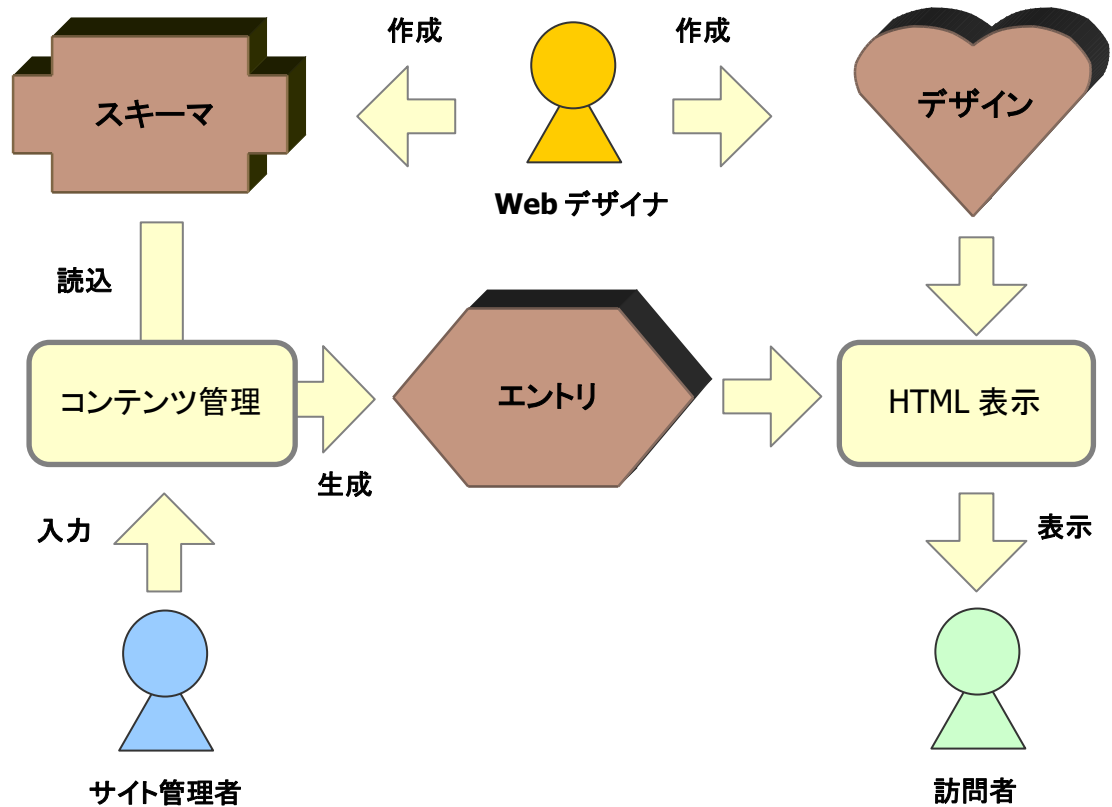 作成
作成
スキーマ
デザイン
Web デザイナ
読込
コンテンツ管理
エントリ
HTML 表示
生成
入力
表示
サイト管理者
訪問者